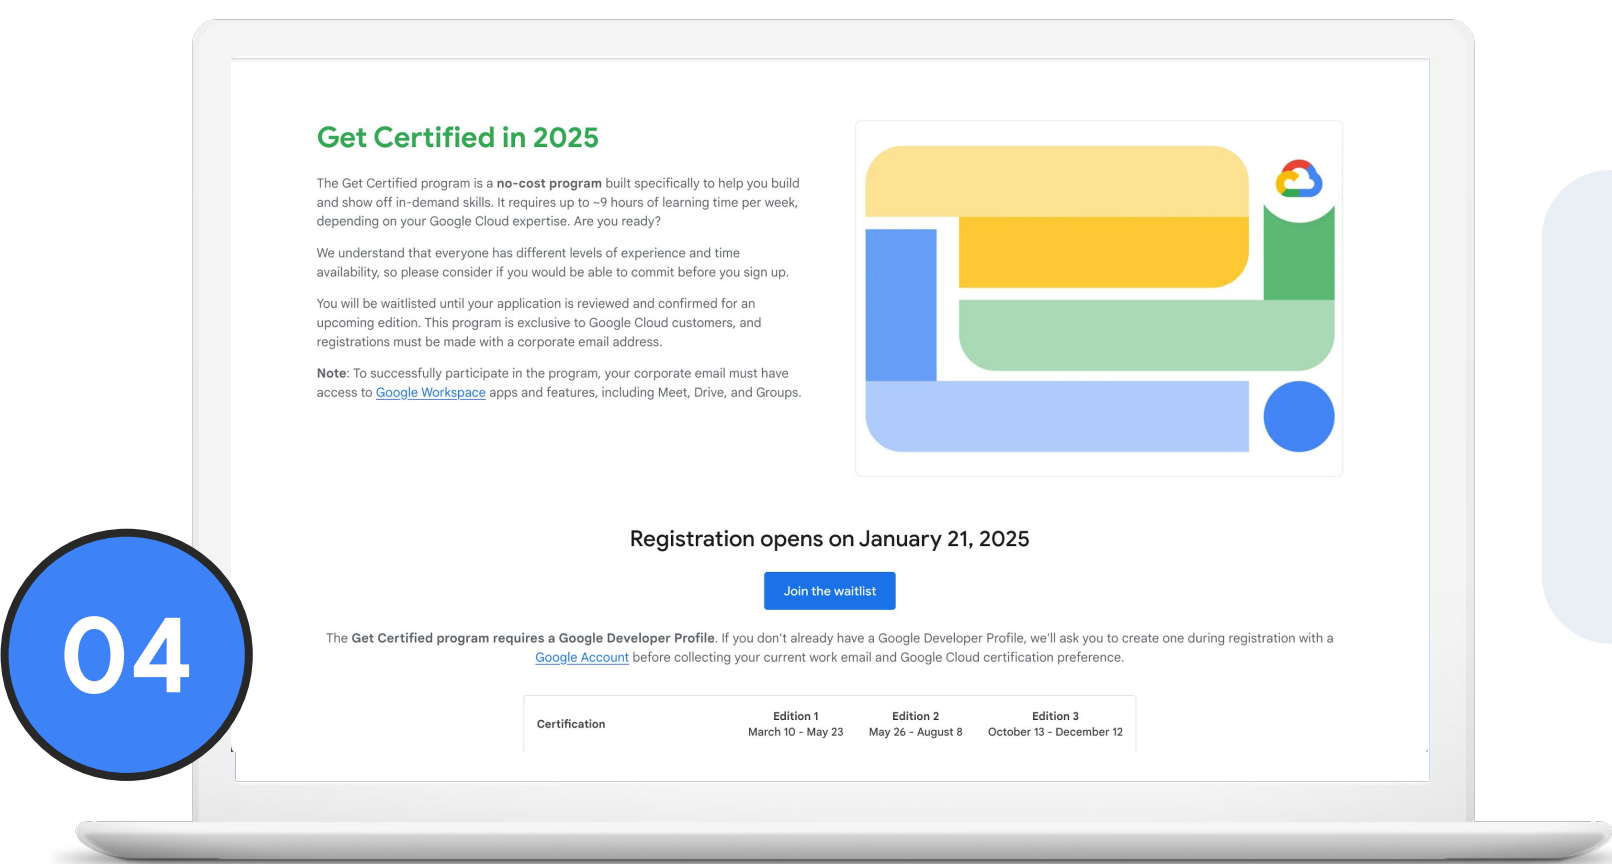 Get Certified in 2025
The Get Certified program is a no-cost program built specifically to help you build
and show off in-demand skills. It requires up to ~9 hours of learning time per week,
depending on your Google Cloud expertise. Are you ready?
We understand that everyone has different levels of experience and time
availability, so please consider if you would be able to commit before you sign up.
You will be waitlisted until your application is reviewed and confirmed for an
upcoming edition. This program is exclusive to Google Cloud customers, and
registrations must be made with a corporate email address.
Note: To successfully participate in the program, your corporate email must have
access to Google Workspace apps and features, including Meet, Drive, and Groups.
Registration opens on January 21, 2025
Join the waitlist
The Get Certified program requires a Google Developer Profile. If you don't already have a Google Developer Profile, we'll ask you to create one during registration with a
Google Account before collecting your current work email and Google Cloud certification preference.
Certification
Edition 1
March 10 - May 23
Edition 2
May 26 - August 8
Edition 3
October 13 - December 12
04